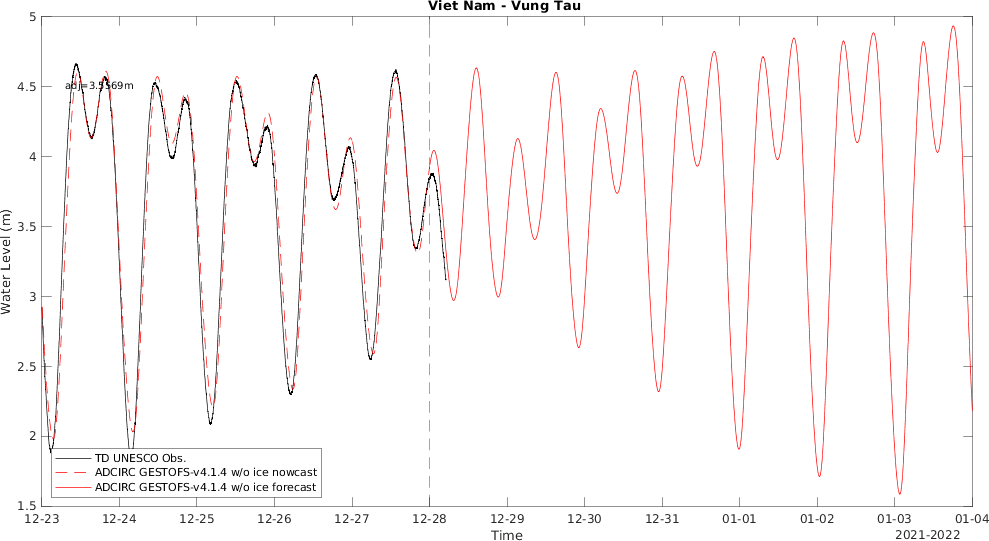 Viet Nam - Vung Tau
adj=3.5569m
Water Level (m)
5
4.5
4
3.5
3
2.5
2
1.5
TD UNESCO Obs.
ADCIRC GESTOFS-v4.1.4 w/o ice nowcast
ADCIRC GESTOFS-v4.1.4 w/o ice forecast
12-23 12-24 12-25 12-26 12-27 12-28 12-29 12-30 12-31 01-01 01-02 01-03 01-04
Time
2021-2022